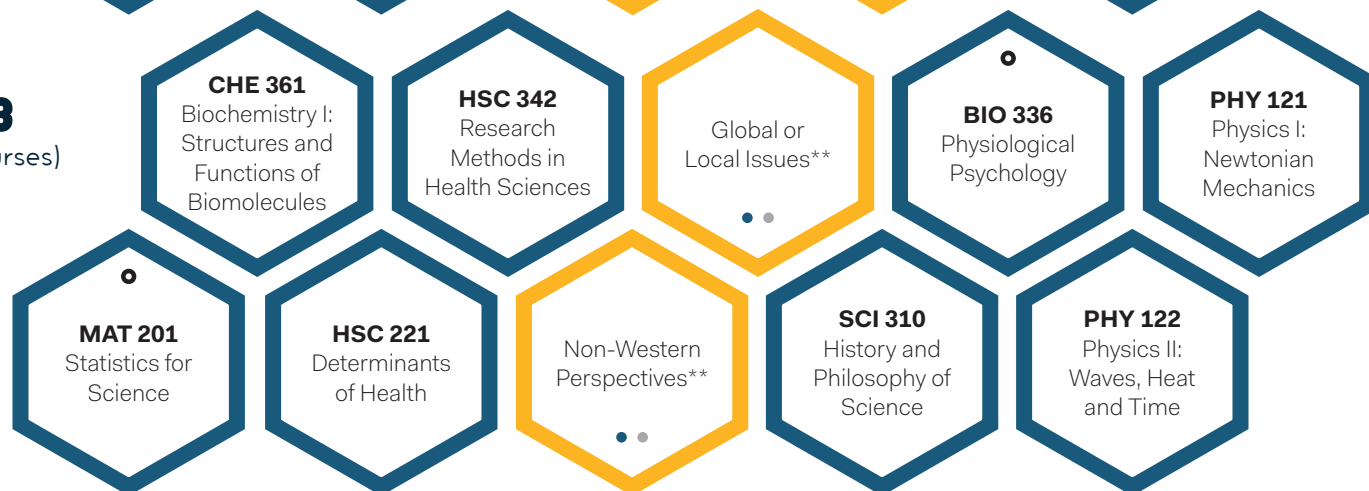 3
urses)
CHE 361
Biochemistry I:
Structures and
Functions of
Biomolecules
HSC 342
Research
Methods in
Health Sciences
Global or
Local Issues**
BIO 336
Physiological
Psychology
PHY 121
Physics I:
Newtonian
Mechanics
MAT 201
Statistics for
Science
HSC 221
Determinants
of Health
Non-Western
Perspectives**
SCI 310
History and
Philosophy of
Science
PHY 122
Physics II:
Waves, Heat
and Time